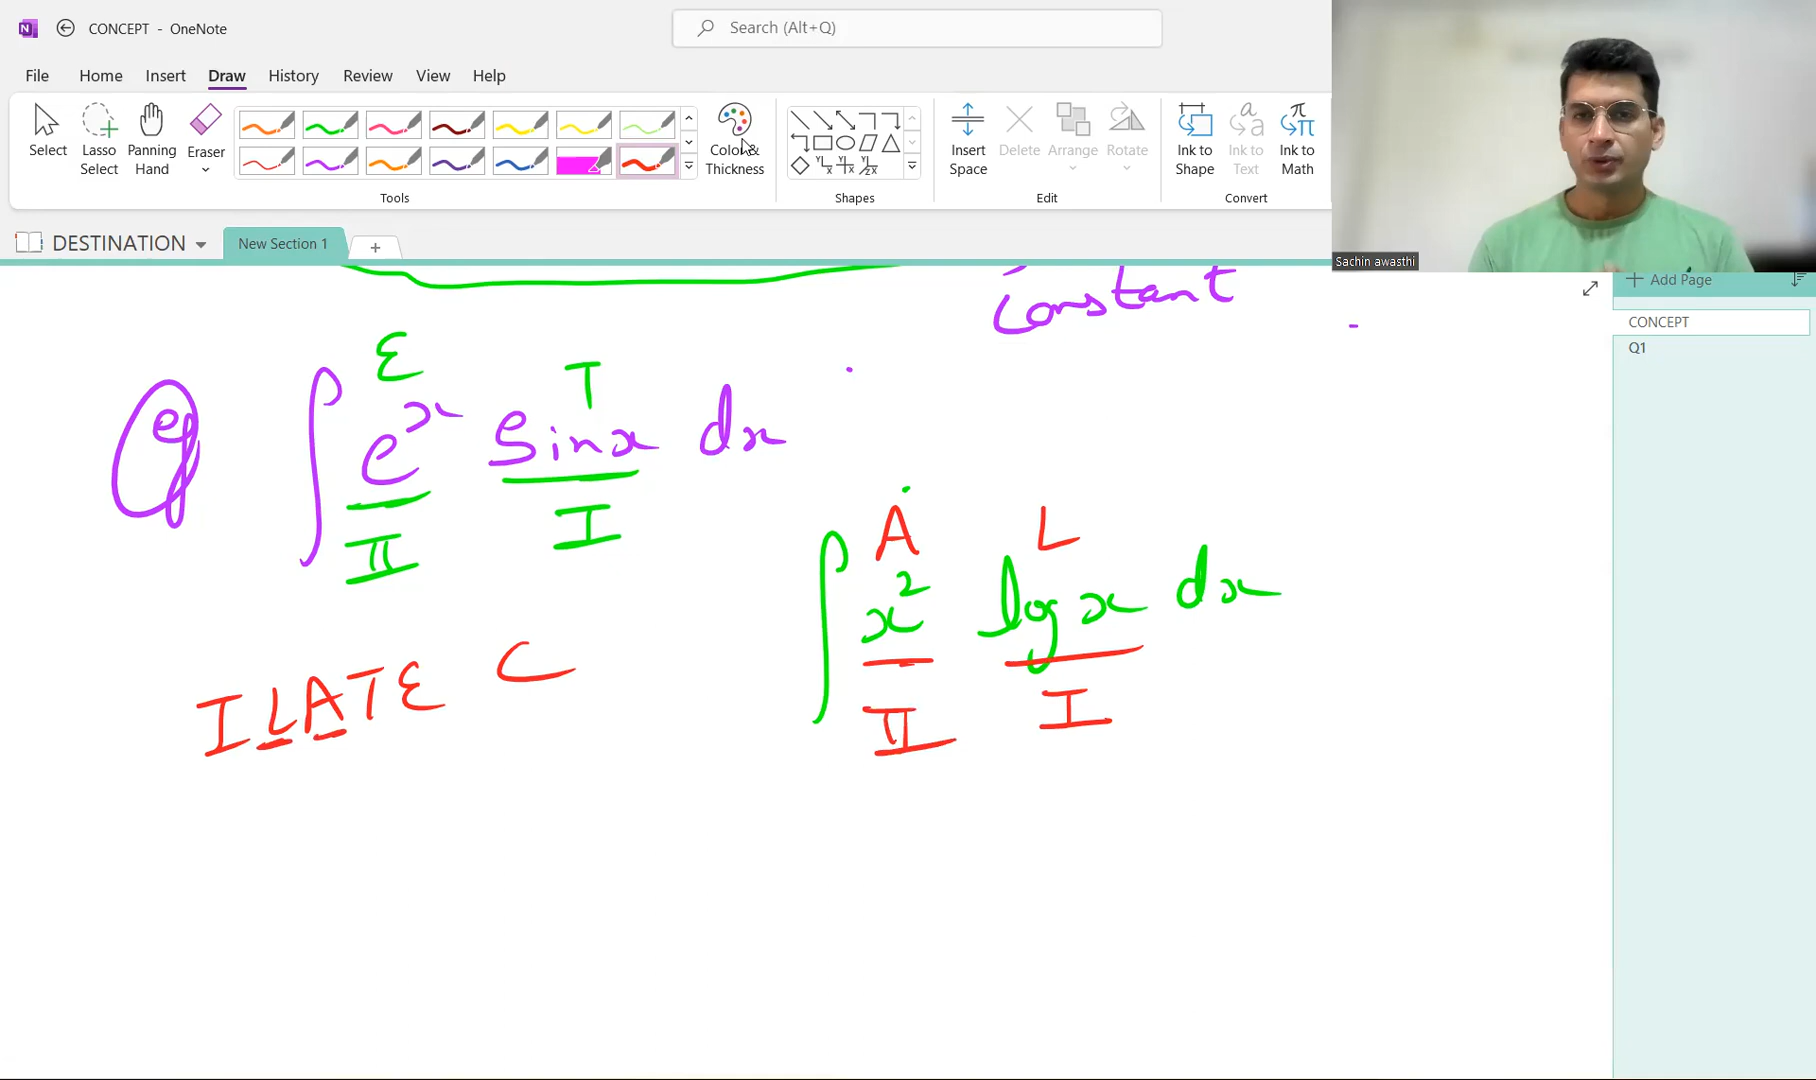 CONCEPT - OneNote
Search (Alt+Q)
File Home Insert Draw History Review View Help
Select
Lasso Select
Panning Hand
Eraser
Color & Thickness
Insert Space
Delete
Arrange
Rotate
Ink to Shape
Ink to Text
Ink to Math
Tools
Shapes
Edit
Convert
DESTINATION
New Section 1
Sachin awasthi
Add Page
CONCEPT
Q1
constant
E T
eg ∫ e^x sinx dx
II I
A L
∫ x² log x dx
II I
ILATE C